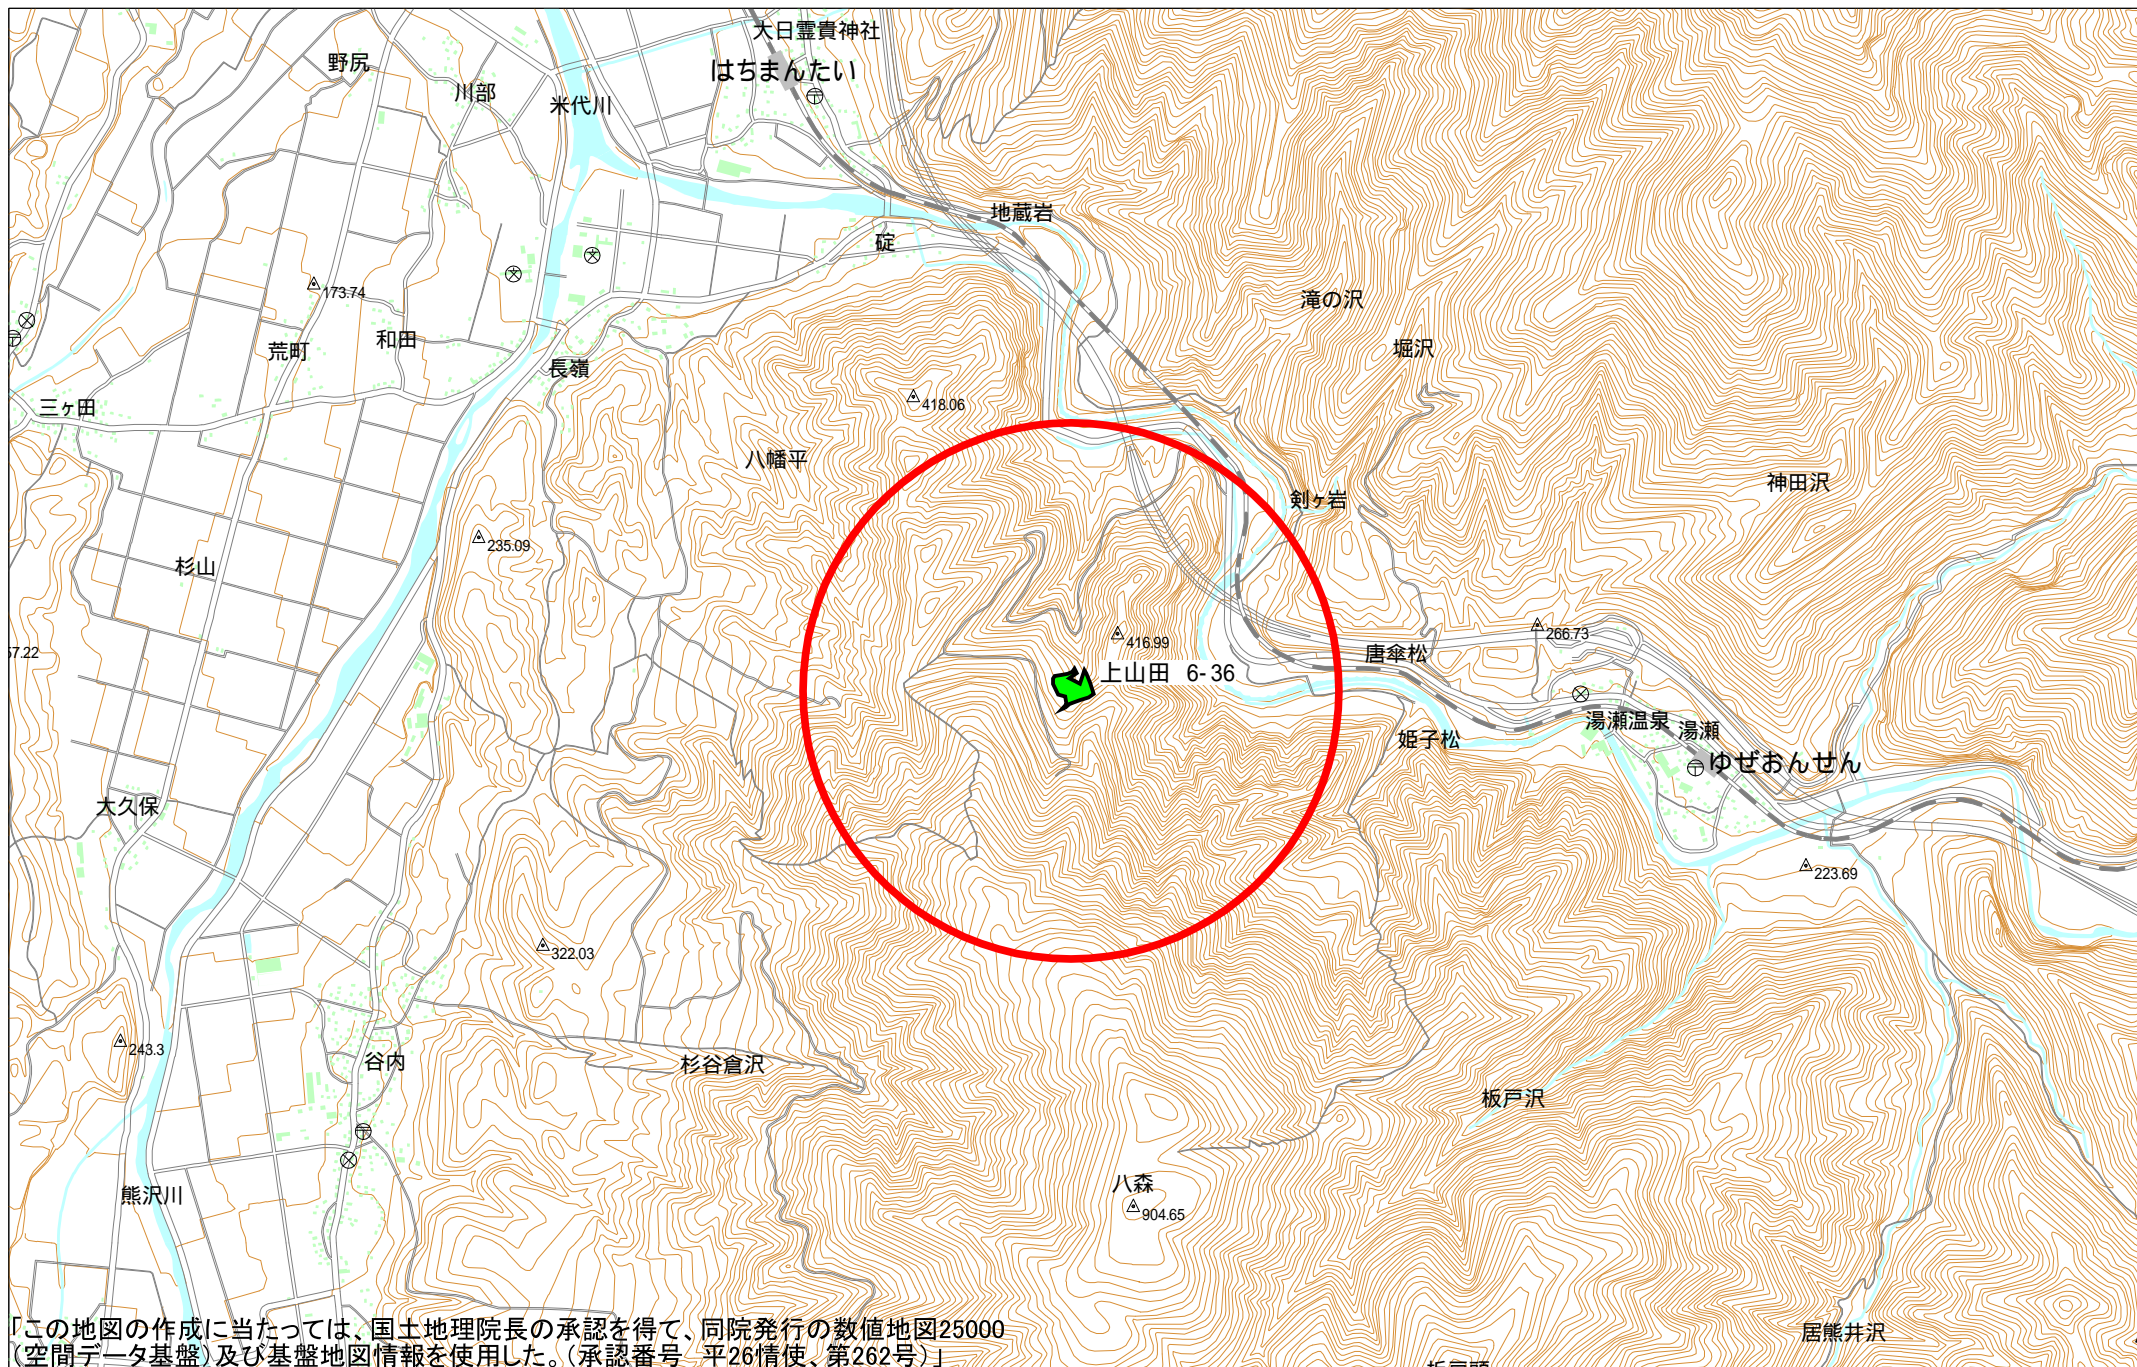 大日霊貴神社
野尻
はちまんたい
川部
米代川
地蔵岩
碇
173.74
滝の沢
荒町
和田
堀沢
長嶺
三ヶ田
418.06
八幡平
神田沢
剣ヶ岩
235.09
杉山
266.73
416.99
57.22
唐傘松
上山田 6-36
湯瀬温泉
湯瀬
姫子松
ゆぜおんせん
大久保
223.69
322.03
243.3
谷内
杉谷倉沢
板戸沢
八森
熊沢川
904.65
居熊井沢
「この地図の作成に当たっては、国土地理院長の承認を得て、同院発行の数値地図25000
(空間データ基盤)及び基盤地図情報を使用した。(承認番号 平26情使、第262号)」